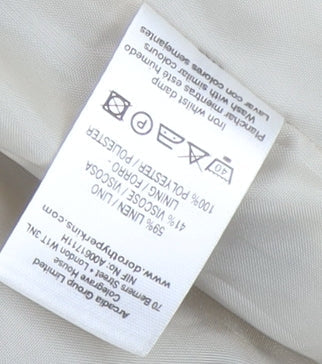 Arcadia Group Limited
Colegrave House
70 Berners Street • London W1T 3NL
NIF No. A0061711H
www.dorothyperkins.com
59% LINEN / LINO
41% VISCOSE / VISCOSA
LINING / FORRO -
100% POLYESTER / POLIESTER
40
P
Iron whilst damp
Planchar mientras esté humedo
Wash with similar colours
Lavar con colores semejantes